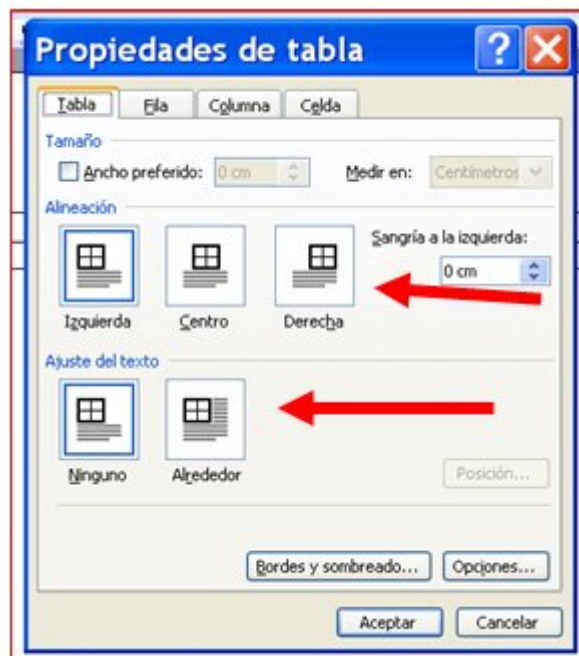 Propiedades de tabla
Tabla Fila Columna Celda
Tamaño
Ancho preferido: 0 cm Medir en: Centímetros
Alineación
Sangría a la izquierda:
0 cm
Izquierda Centro Derecha
Ajuste del texto
Ninguno Alrededor
Posición...
Bordes y sombreado... Opciones...
Aceptar Cancelar